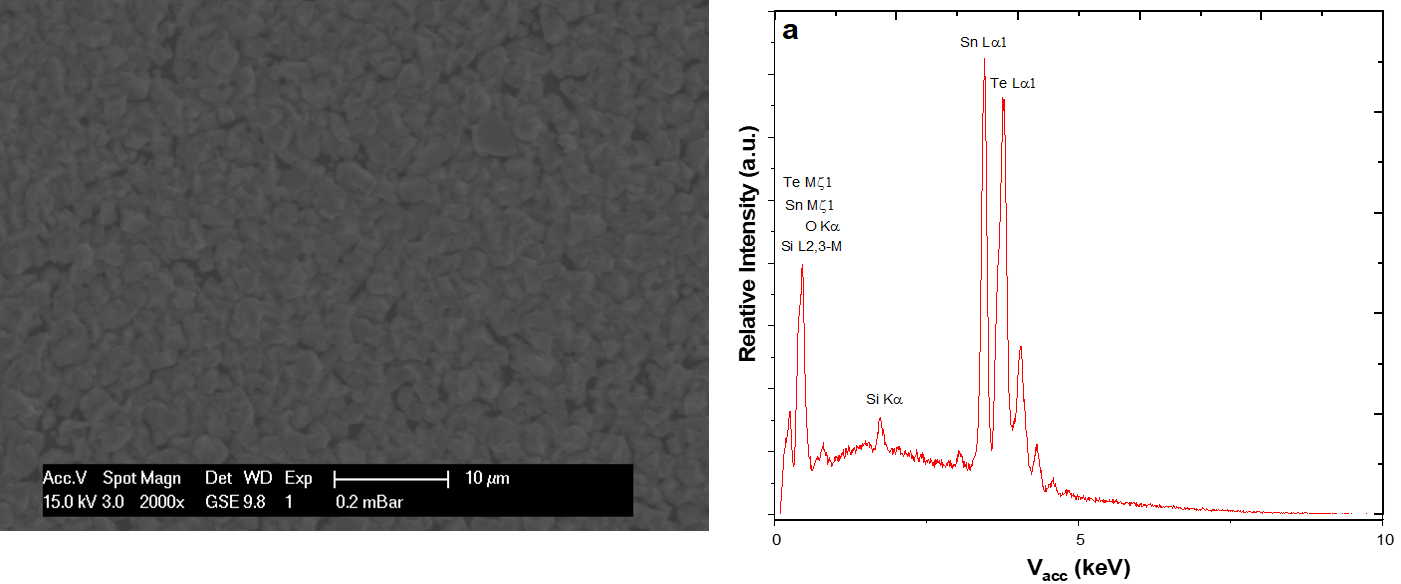 Acc.V Spot Magn Det WD Exp 10 µm
15.0 kV 3.0 2000x GSE 9.8 1 0.2 mBar
a
Sn Lα1
Te Lα1
Te Mζ1
Sn Mζ1
O Kα
Si L2,3-M
Si Kα
Relative Intensity (a.u.)
0 5 10
Vacc (keV)